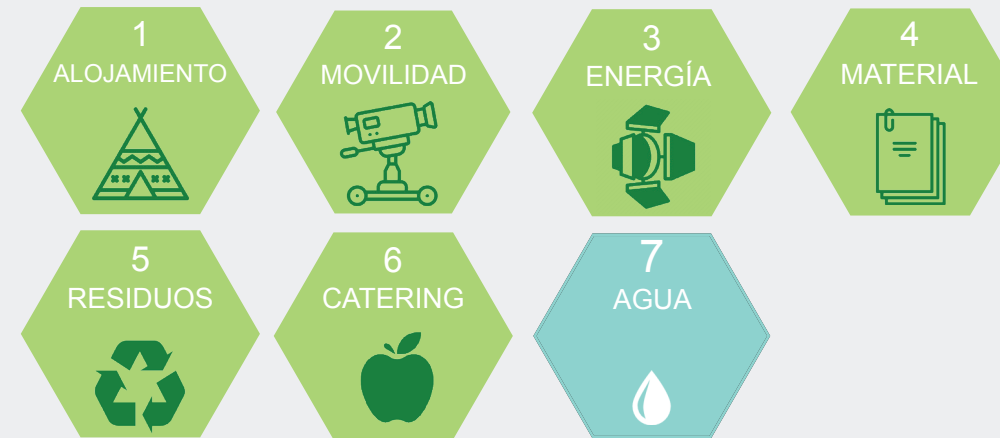 1
ALOJAMIENTO
2
MOVILIDAD
3
ENERGÍA
4
MATERIAL
5
RESIDUOS
6
CATERING
7
AGUA